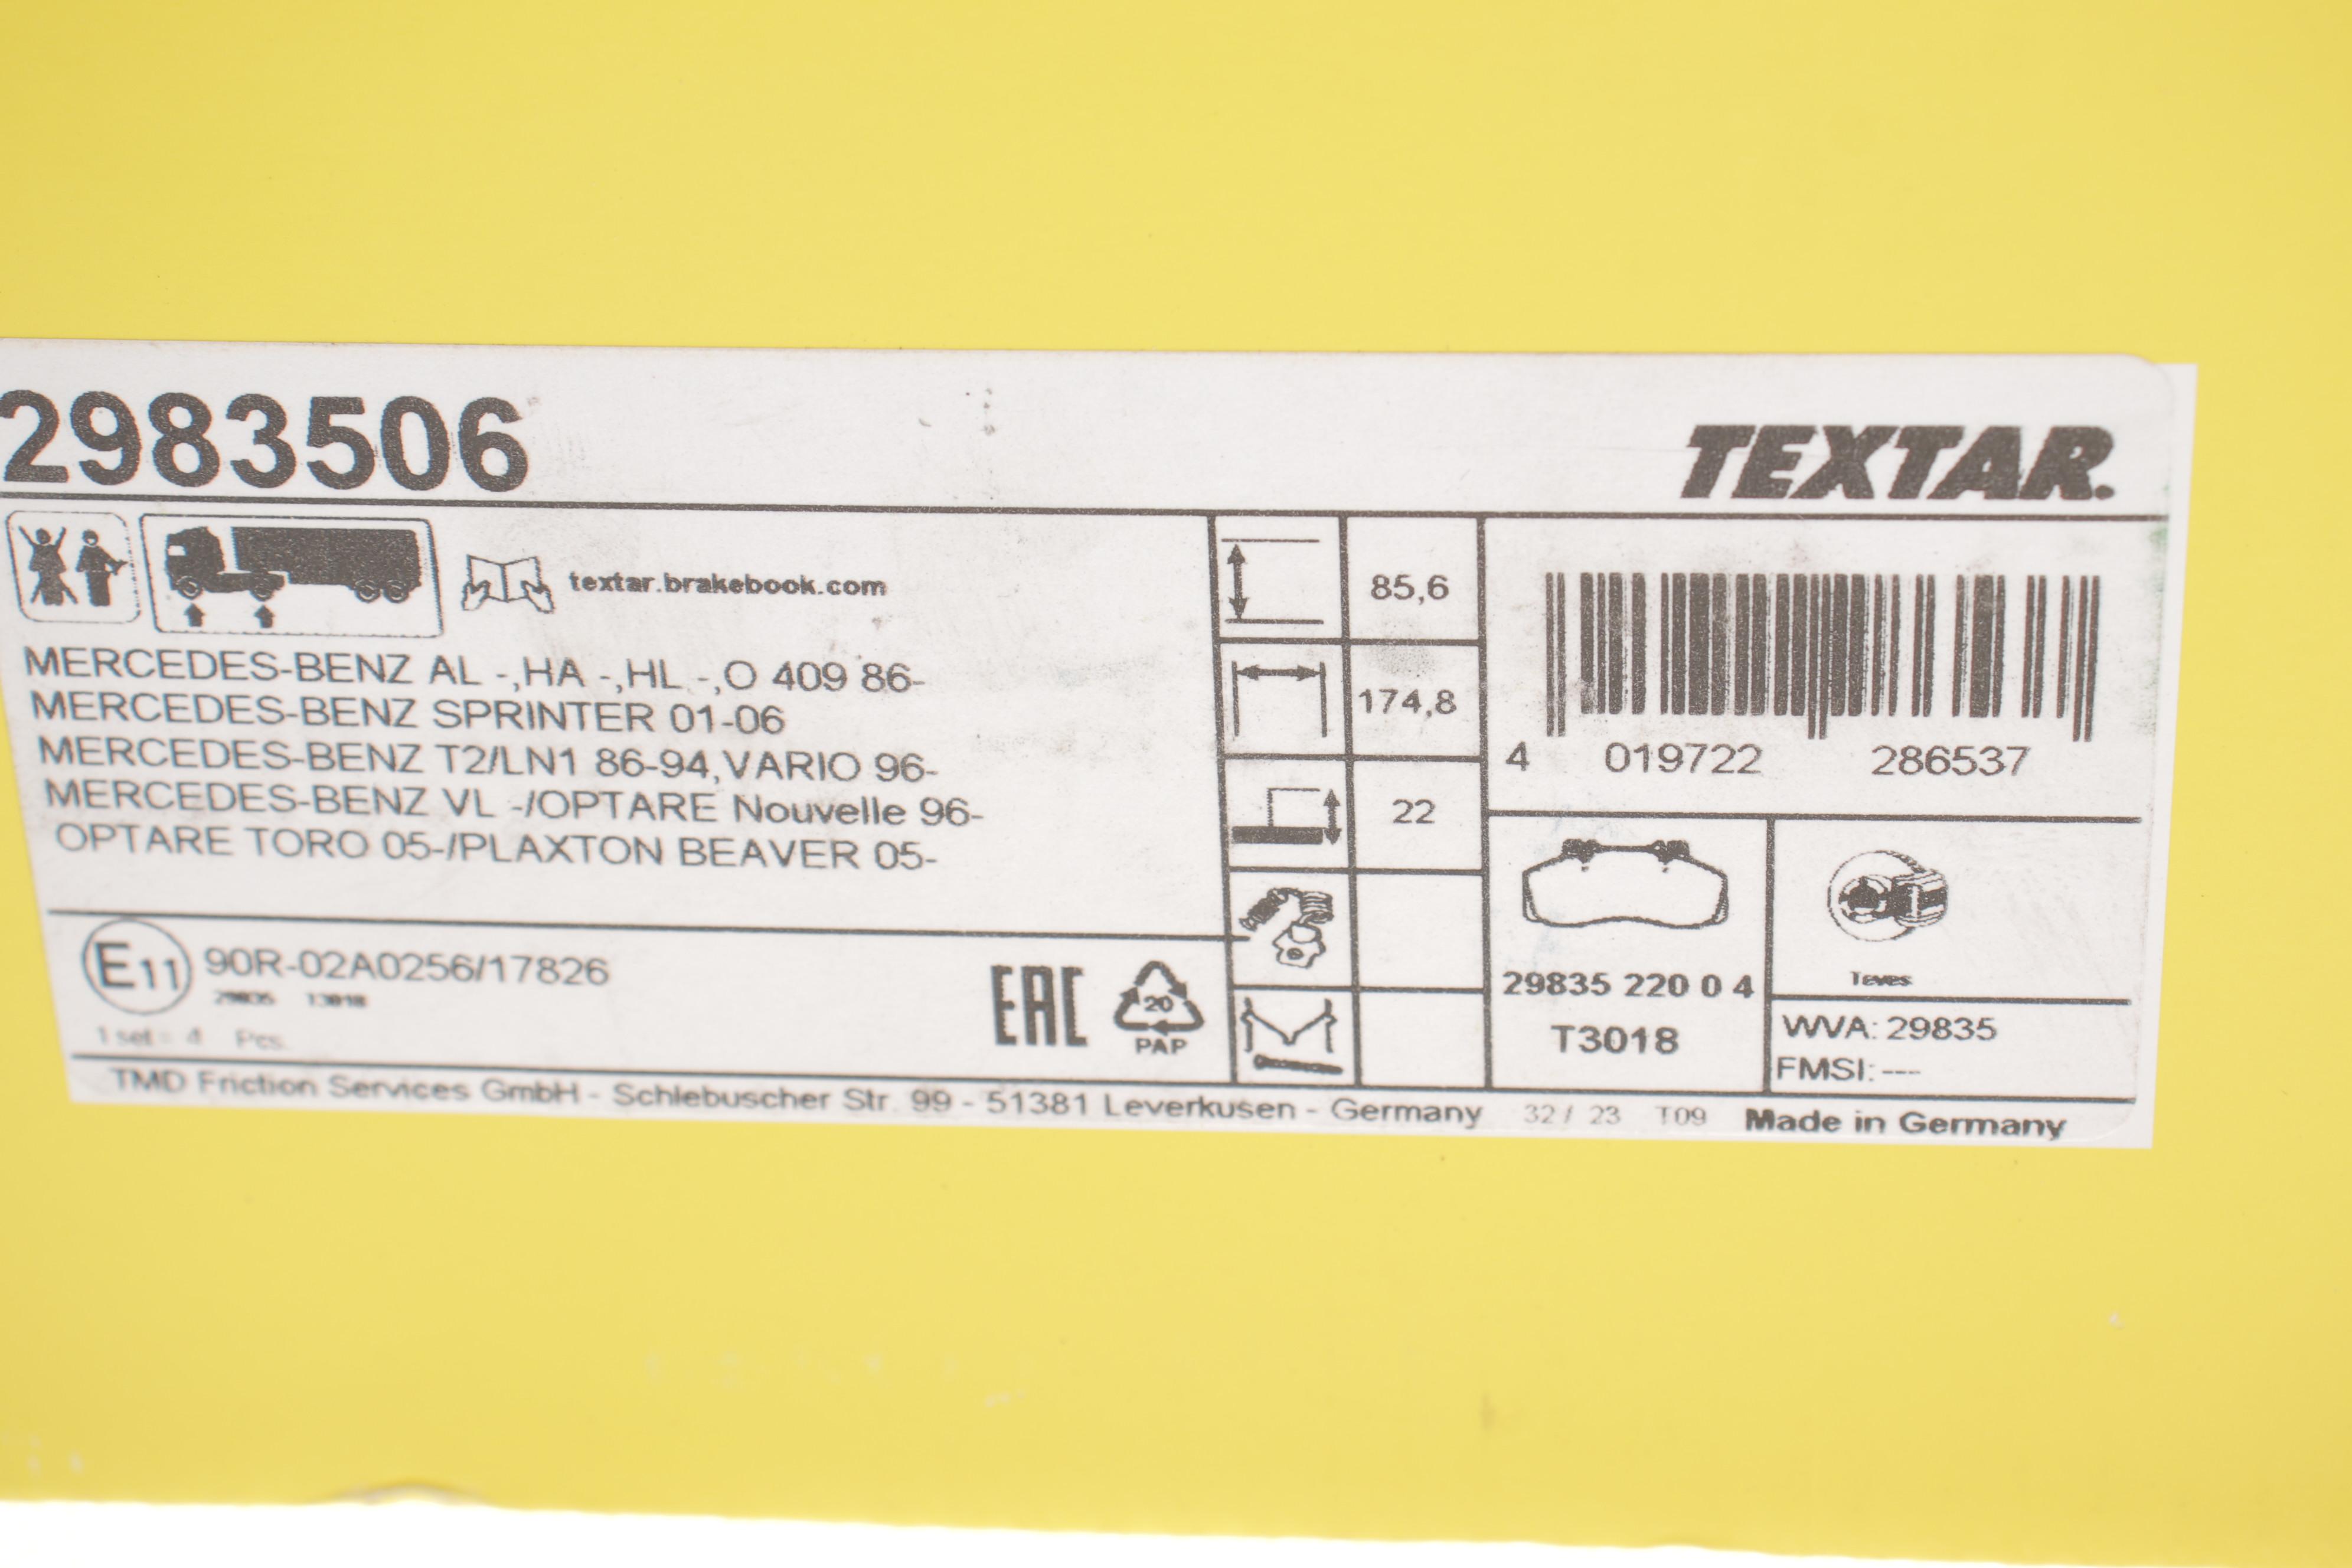 2983506
TEXTAR.
textar.brakebook.com
MERCEDES-BENZ AL -,HA -,HL -,O 409 86-
MERCEDES-BENZ SPRINTER 01-06
MERCEDES-BENZ T2/LN1 86-94,VARIO 96-
MERCEDES-BENZ VL -/OPTARE Nouvelle 96-
OPTARE TORO 05-/PLAXTON BEAVER 05-
85,6
174,8
22
4 019722 286537
E11 90R-02A0256/17826
29835 T3018
1 set = 4 Pcs.
EAC
20
PAP
29835 220 0 4
T3018
Teves
WVA: 29835
FMSI: ---
TMD Friction Services GmbH - Schlebuscher Str. 99 - 51381 Leverkusen - Germany 32 / 23 T09 Made in Germany